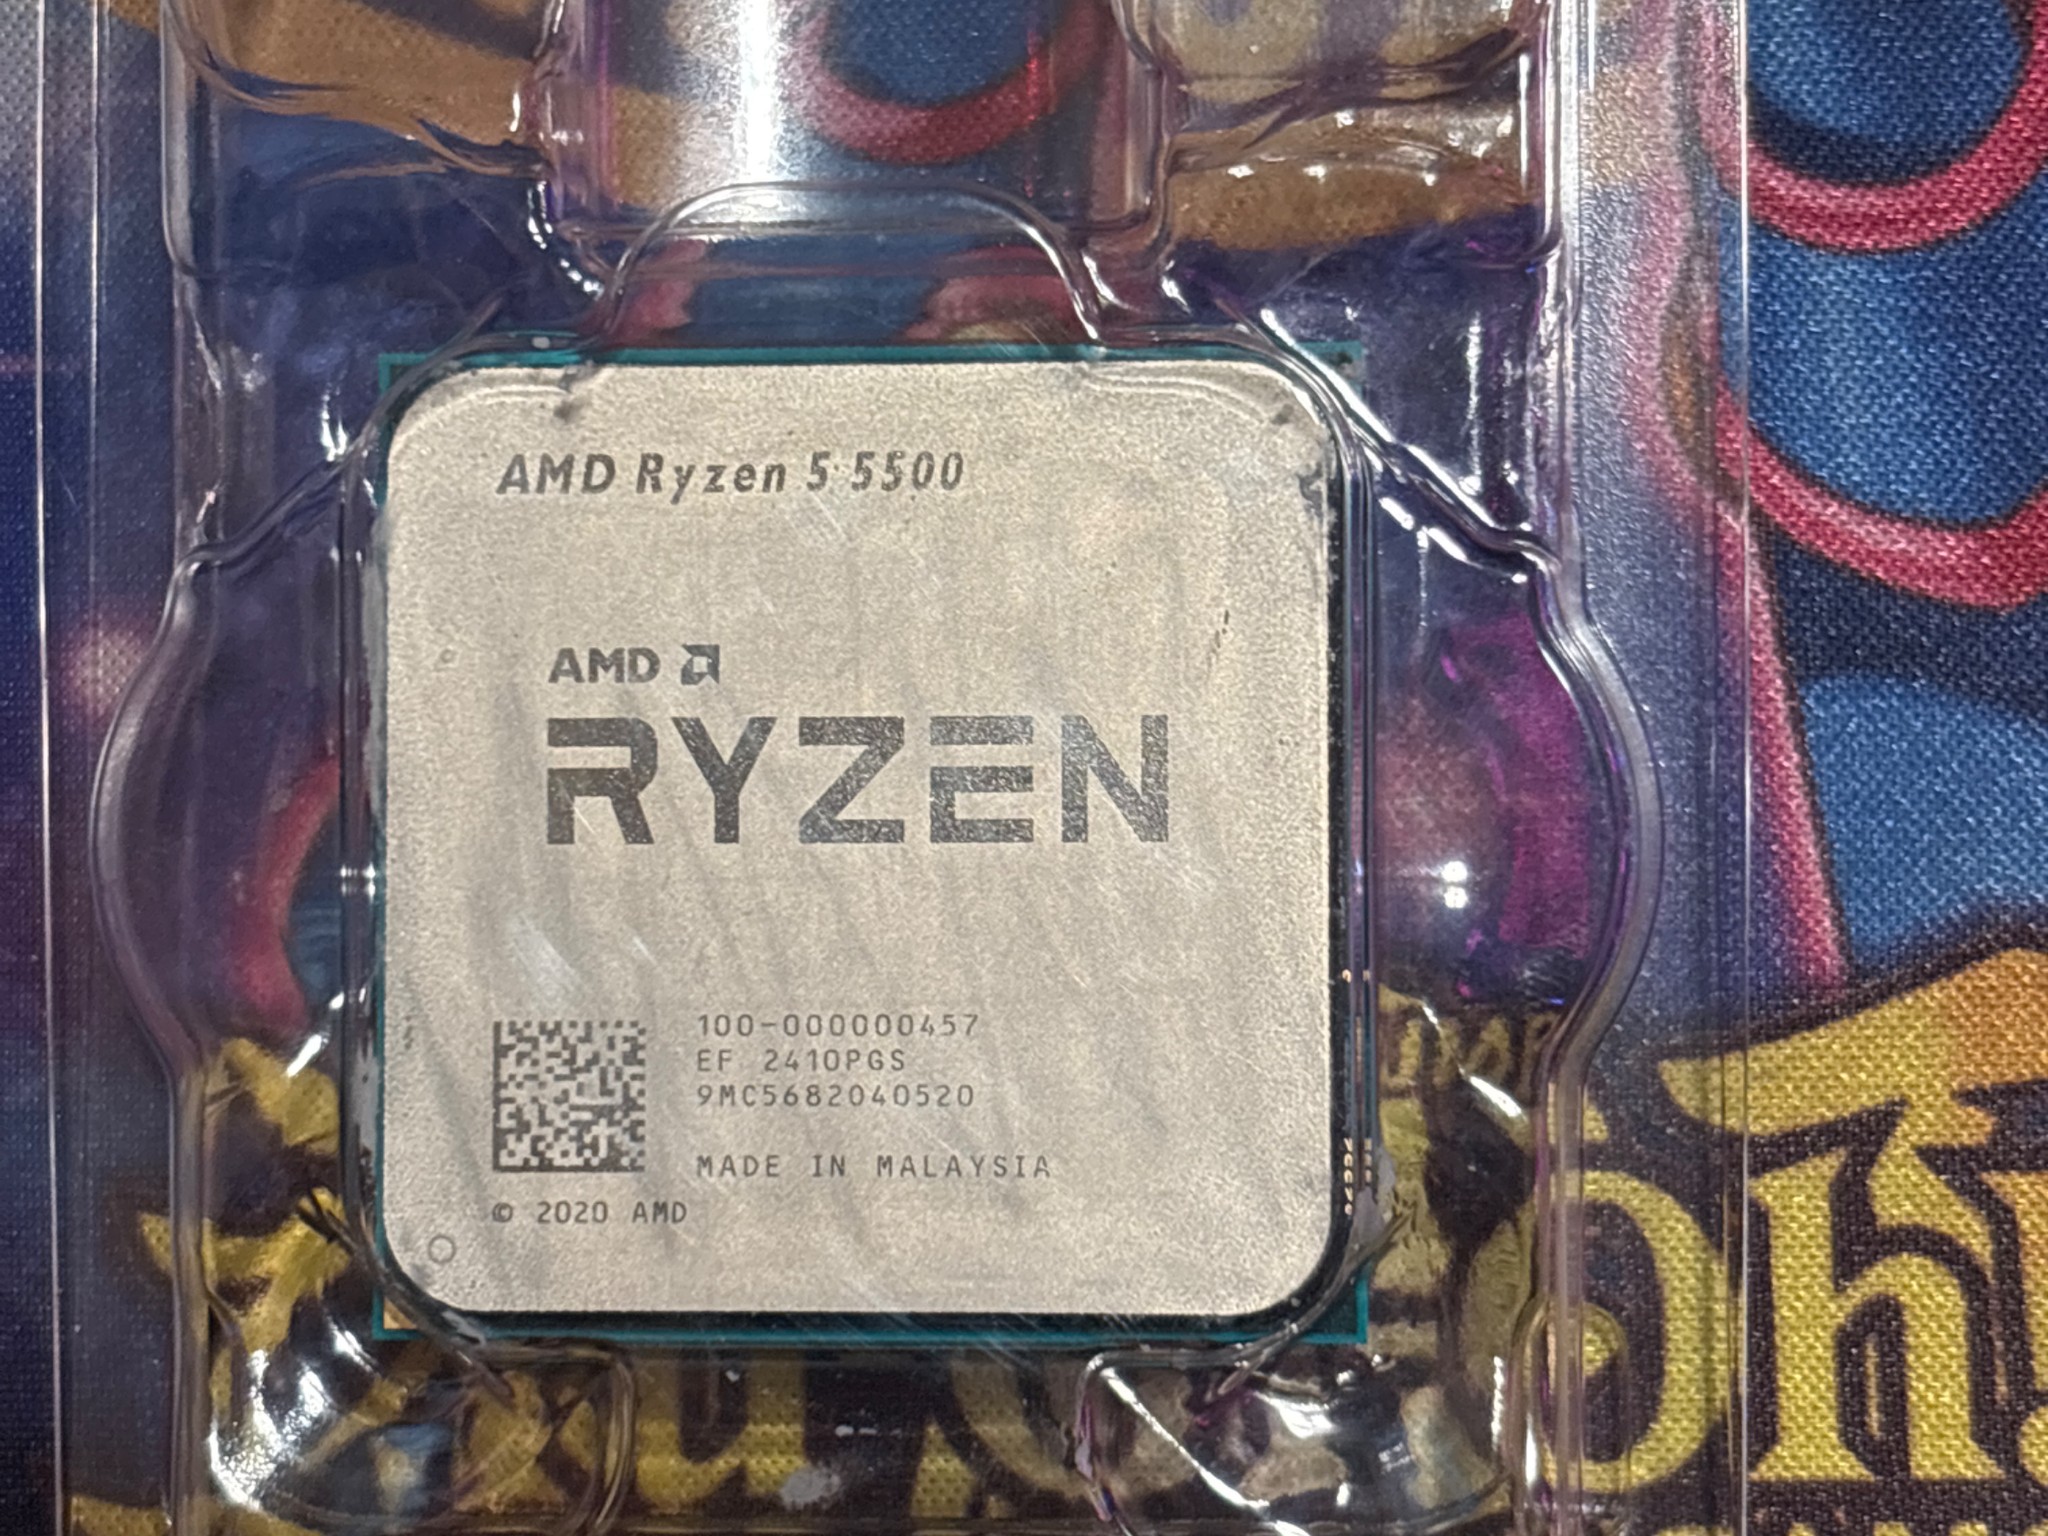 AMD Ryzen 5 5500
AMD
RYZEN
100-000000457
EF 2410PGS
9MC5682040520
MADE IN MALAYSIA
© 2020 AMD